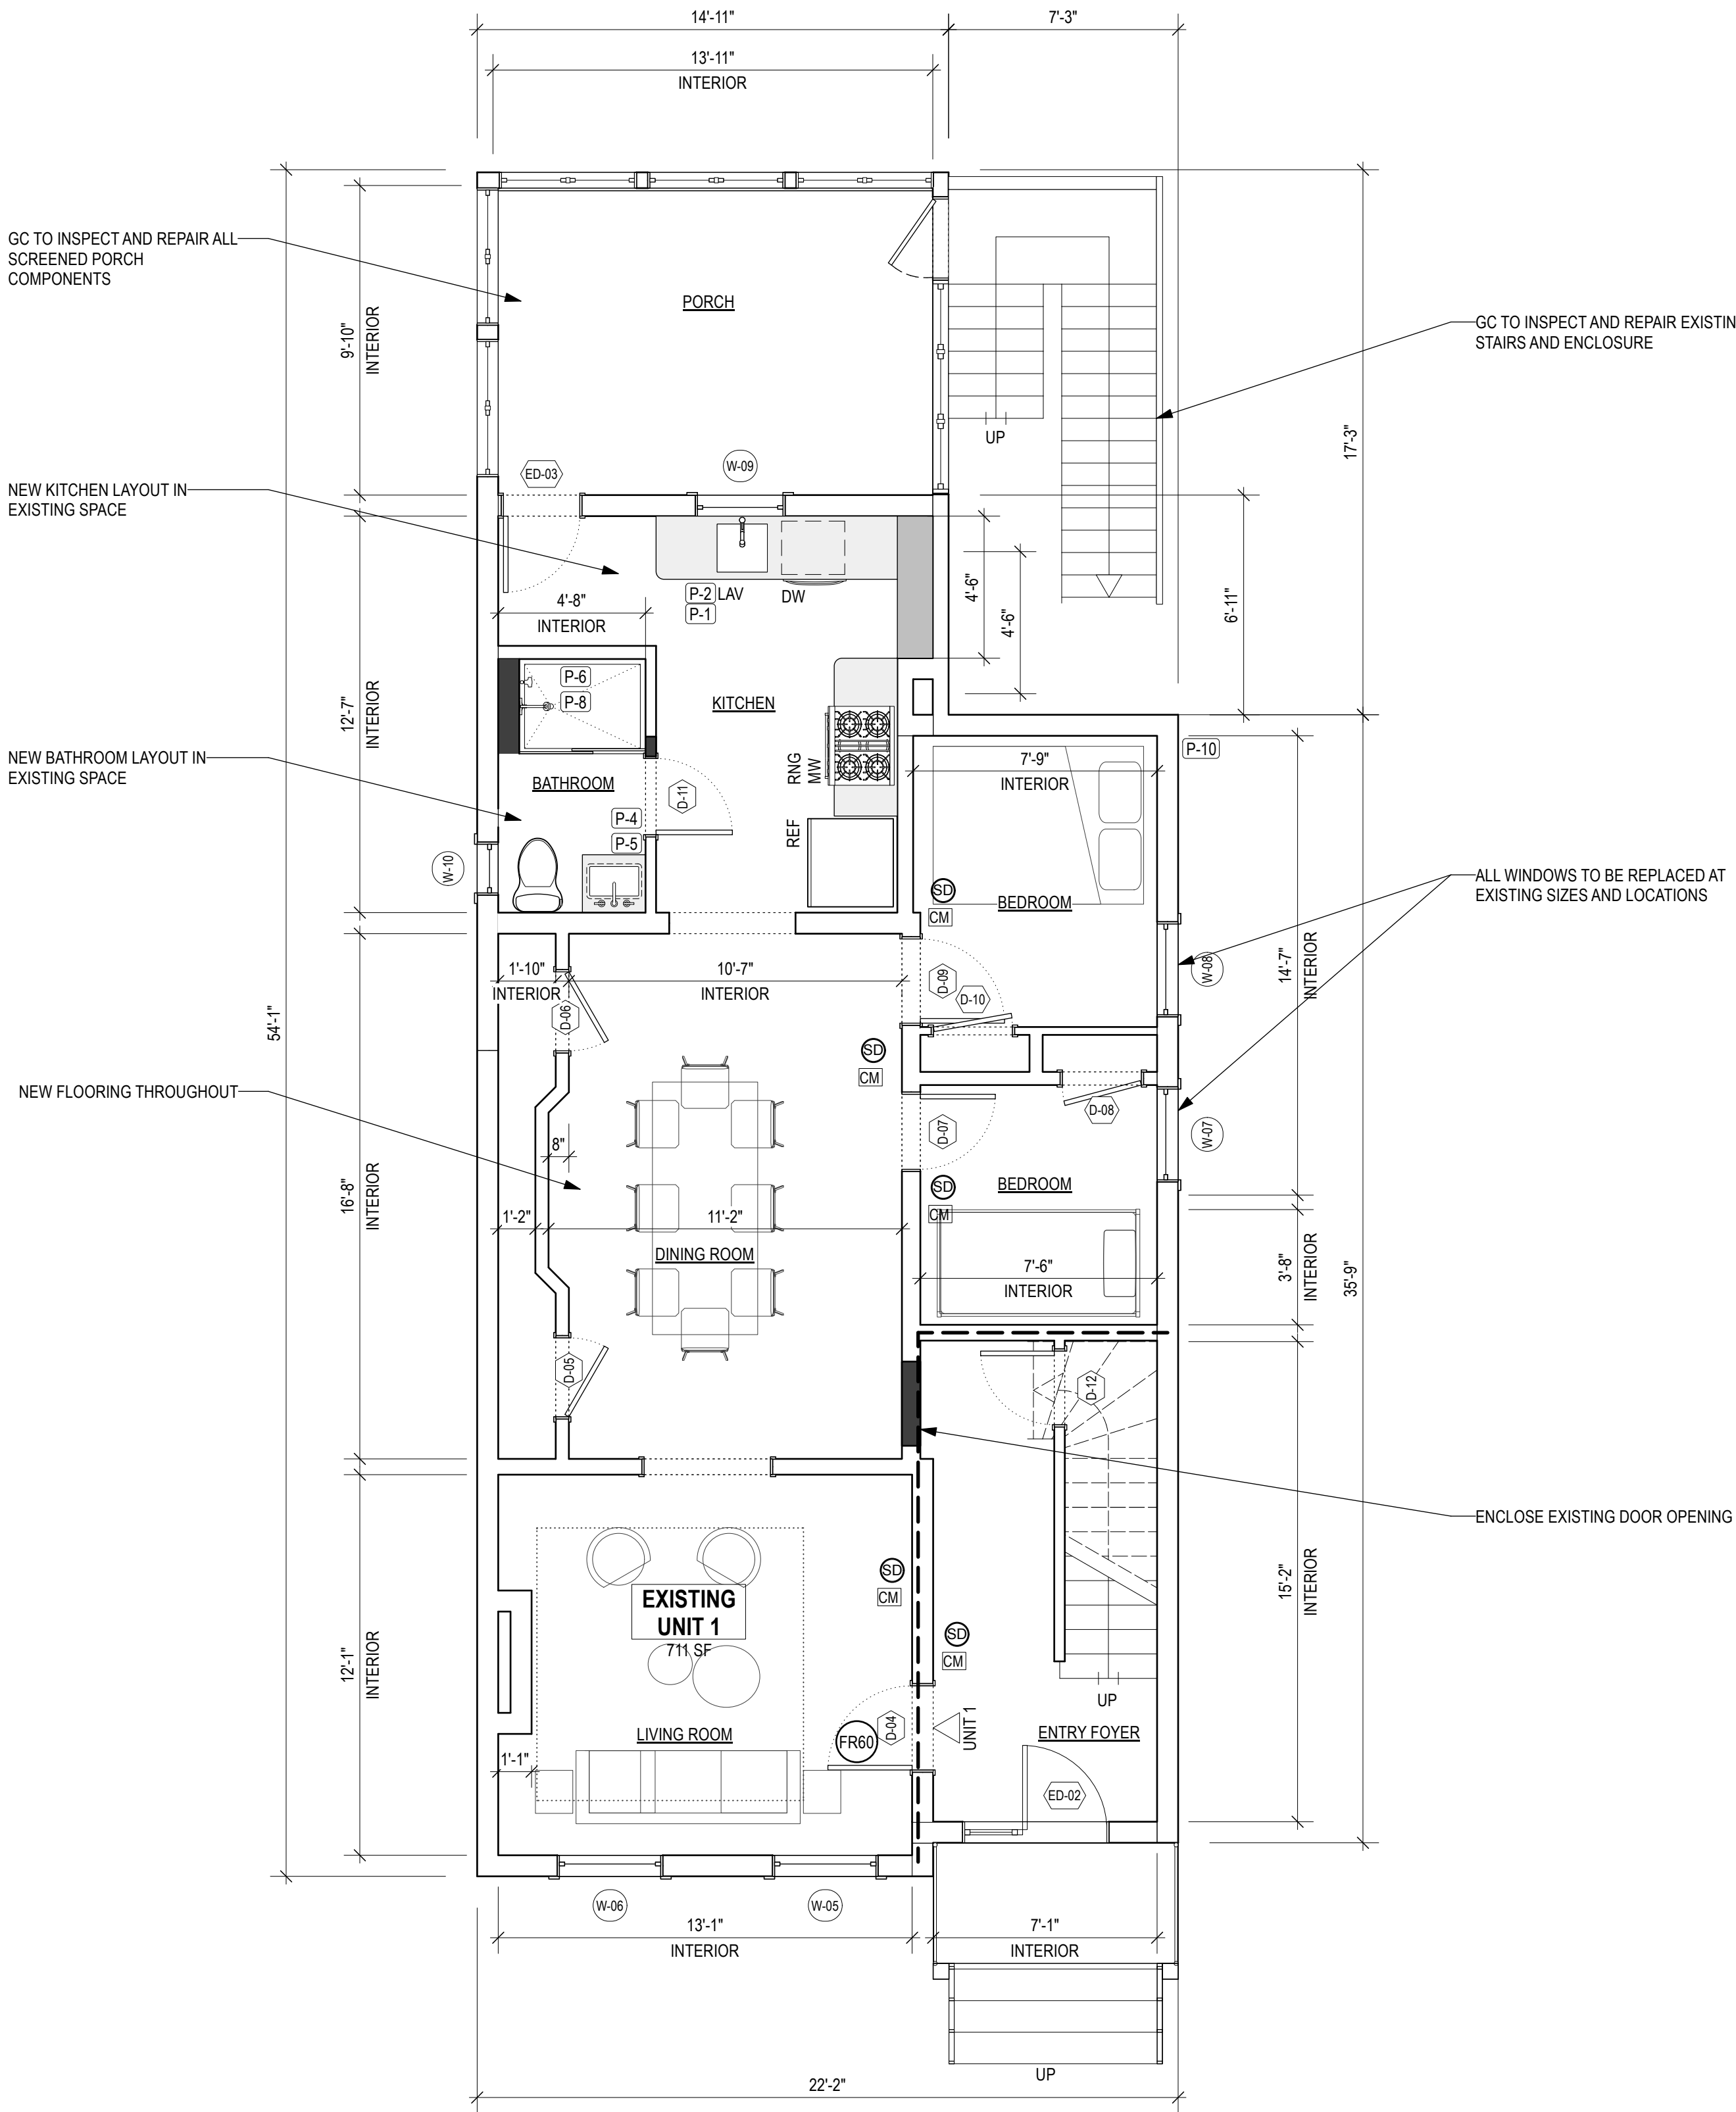 14'-11"
7'-3"
13'-11"
INTERIOR
GC TO INSPECT AND REPAIR ALL
SCREENED PORCH
COMPONENTS
9'-10"
INTERIOR
PORCH
GC TO INSPECT AND REPAIR EXISTIN
STAIRS AND ENCLOSURE
UP
17'-3"
ED-03
W-09
NEW KITCHEN LAYOUT IN
EXISTING SPACE
P-2
LAV
P-1
DW
4'-8"
INTERIOR
4'-6"
4'-6"
6'-11"
P-6
P-8
12'-7"
INTERIOR
KITCHEN
NEW BATHROOM LAYOUT IN
EXISTING SPACE
BATHROOM
D-11
RNG
MW
P-10
7'-9"
INTERIOR
P-4
P-5
REF
W-10
SD
CM
BEDROOM
ALL WINDOWS TO BE REPLACED AT
EXISTING SIZES AND LOCATIONS
1'-10"
INTERIOR
10'-7"
INTERIOR
D-09
D-10
W-08
14'-7"
INTERIOR
54'-1"
D-06
SD
CM
NEW FLOORING THROUGHOUT
D-08
D-07
W-07
8"
16'-8"
INTERIOR
SD
CM
BEDROOM
1'-2"
11'-2"
DINING ROOM
7'-6"
INTERIOR
3'-8"
INTERIOR
35'-9"
D-05
D-12
ENCLOSE EXISTING DOOR OPENING
15'-2"
INTERIOR
SD
CM
EXISTING
UNIT 1
711 SF
SD
CM
12'-1"
INTERIOR
UP
LIVING ROOM
FR60
D-04
UNIT 1
ENTRY FOYER
1'-1"
ED-02
W-06
W-05
13'-1"
INTERIOR
7'-1"
INTERIOR
UP
22'-2"